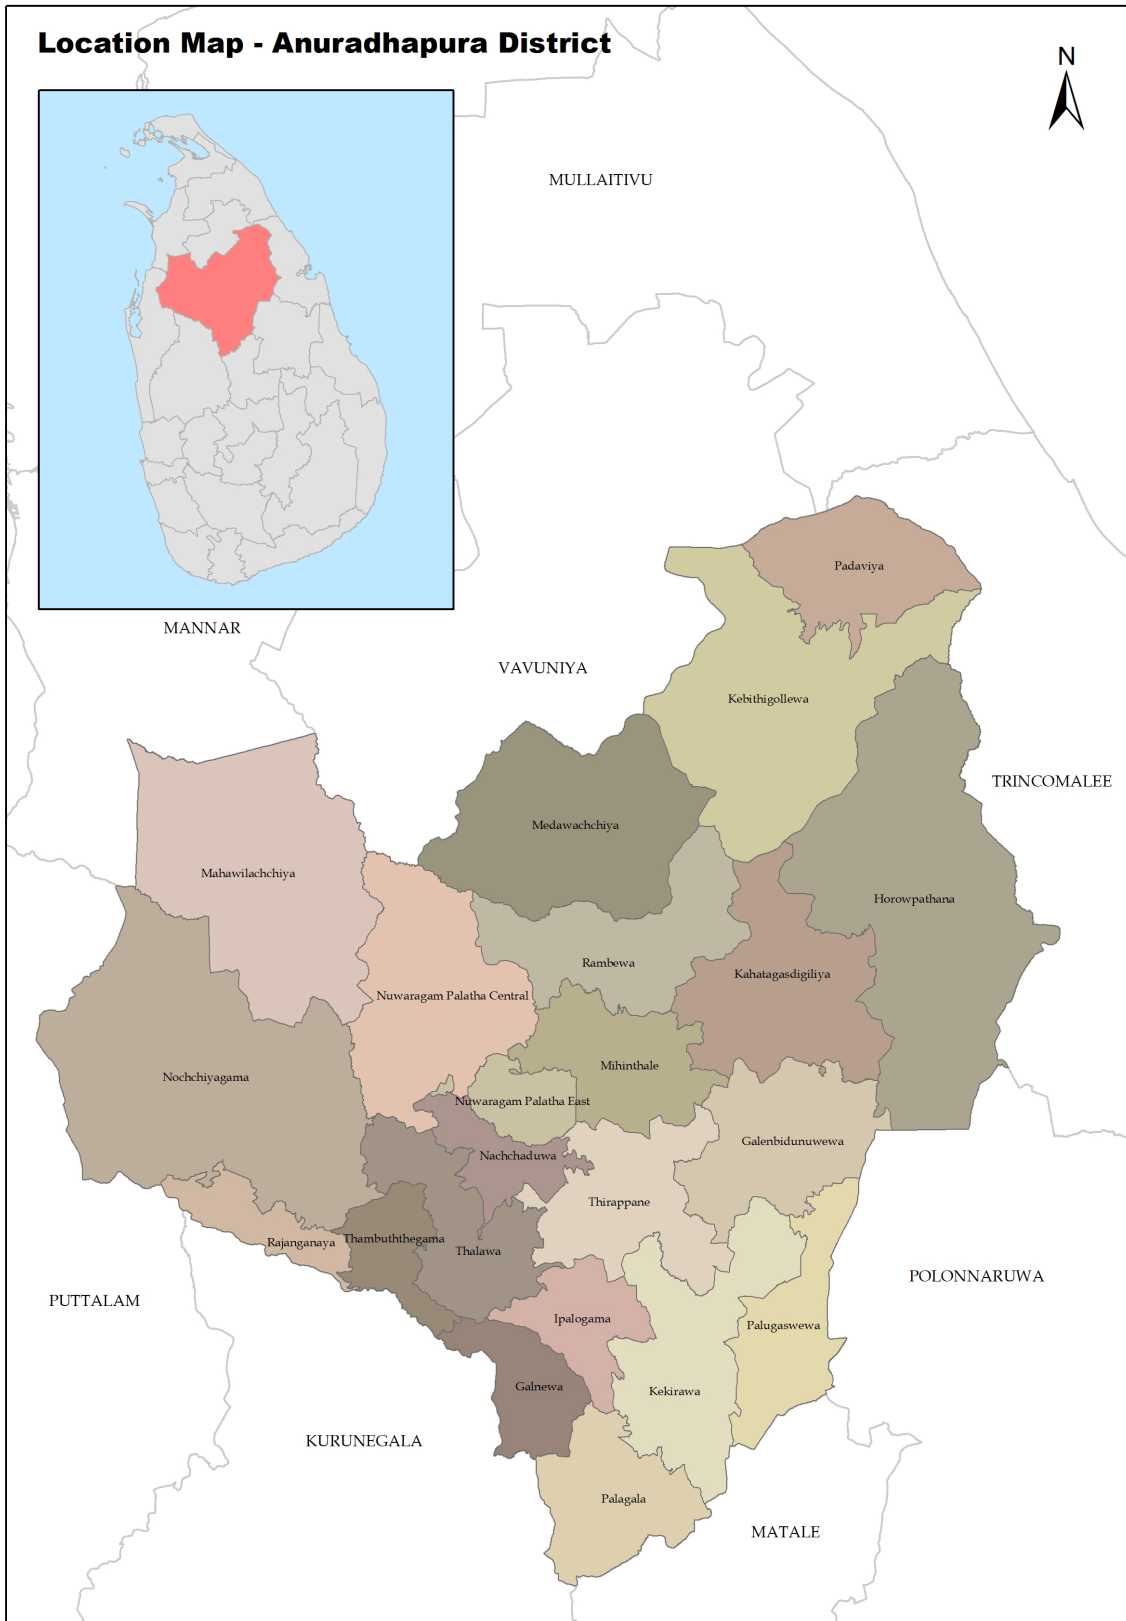 Location Map - Anuradhapura District
N
MULLAITIVU
Padaviya
MANNAR
VAVUNIYA
Kebithigollewa
TRINCOMALEE
Medawachchiya
Mahawilachchiya
Horowpathana
Rambewa
Kahatagasdigiliya
Nuwaragam Palatha Central
Mihinthale
Nochchiyagama
Nuwaragam Palatha East
Galenbidunuwewa
Nachchaduwa
Thirappane
Rajanganaya
Thambuththegama
Thalawa
POLONNARUWA
PUTTALAM
Ipalogama
Palugaswewa
Galnewa
Kekirawa
KURUNEGALA
Palagala
MATALE